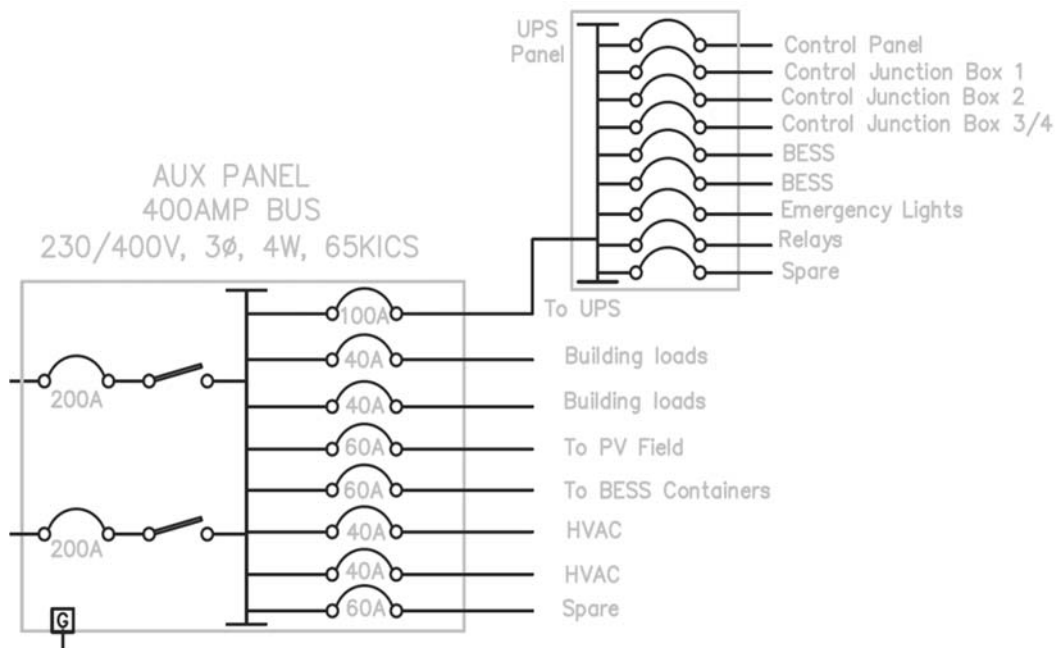 UPS
Panel
Control Panel
Control Junction Box 1
Control Junction Box 2
Control Junction Box 3/4
BESS
BESS
Emergency Lights
Relays
Spare
AUX PANEL
400AMP BUS
230/400V, 3ø, 4W, 65KICS
100A
To UPS
40A
Building loads
200A
40A
Building loads
60A
To PV Field
60A
To BESS Containers
200A
40A
HVAC
40A
HVAC
60A
Spare
G